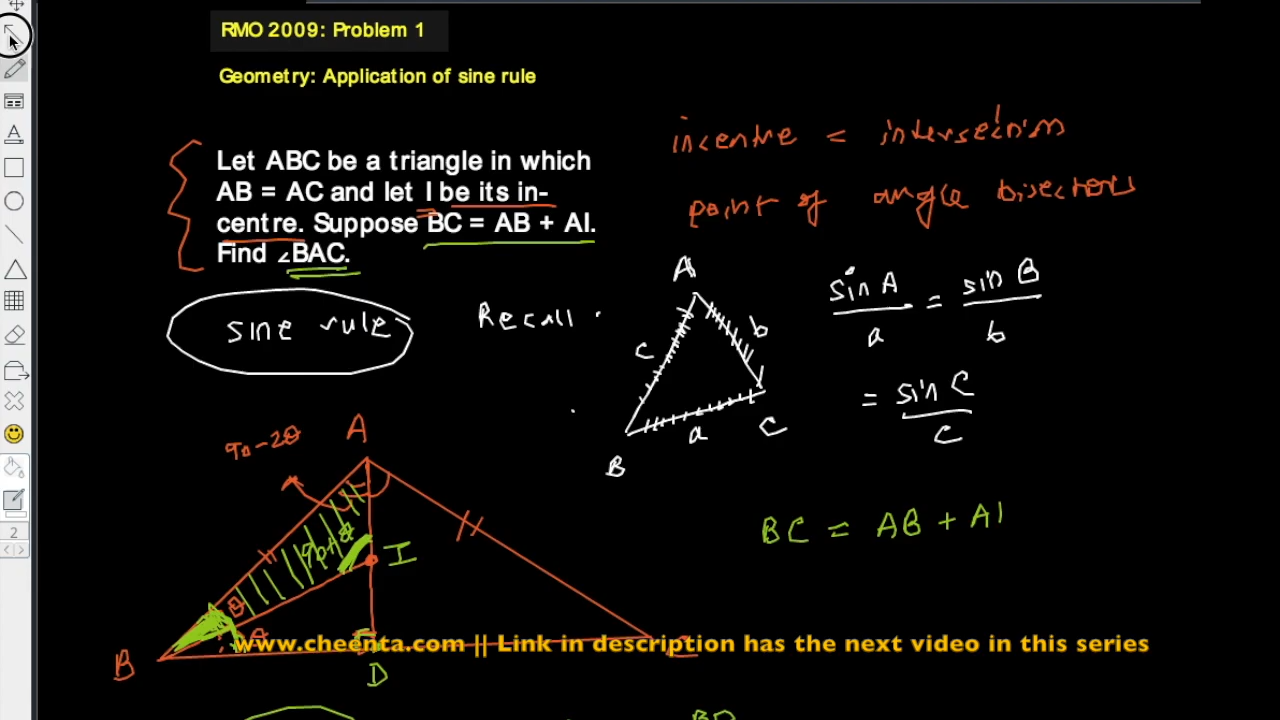 RMO 2009: Problem 1
Geometry: Application of sine rule
Let ABC be a triangle in which
AB = AC and let I be its in-
centre. Suppose BC = AB + AI.
Find ∠BAC.
incentre = intersection
point of angle bisectors
sine rule
Recall
A
B
C
c
b
a
sin A / a = sin B / b
= sin C / c
90-2θ
A
90+θ
I
θ
θ
B
D
C
BC = AB + AI
www.cheenta.com || Link in description has the next video in this series
2